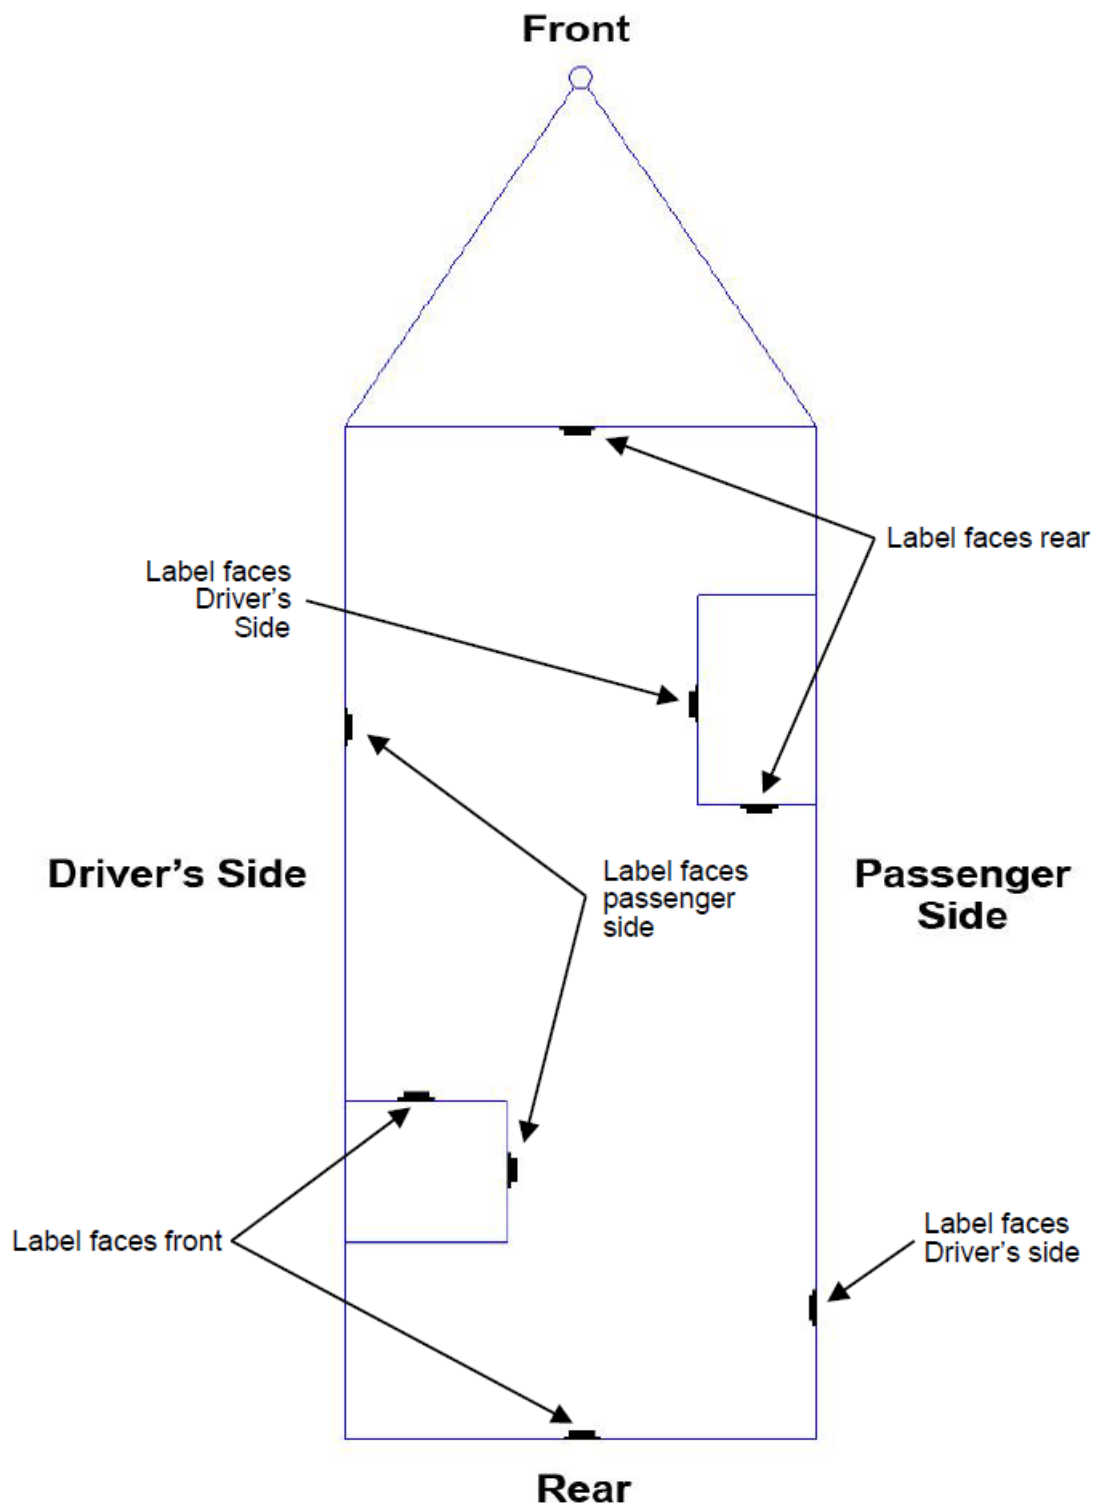 Front
Label faces rear
Label faces
Driver's
Side
Driver's Side
Label faces
passenger
side
Passenger
Side
Label faces front
Label faces
Driver's side
Rear